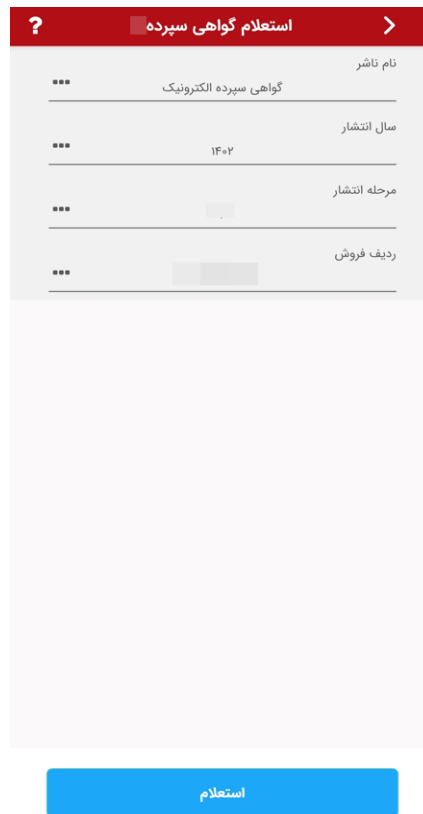 استعلام گواهی سپرده ?
نام ناشر
گواهی سپرده الکترونیک
سال انتشار
۱۴۰۲
مرحله انتشار
ردیف فروش
استعلام